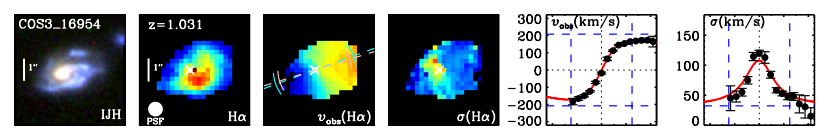 COS3_16954
1"
IJH
z=1.031
1"
PSF
Hα
v_obs(Hα)
σ(Hα)
v_obs(km/s)
200
100
0
-100
-200
-300
σ(km/s)
150
100
50
0